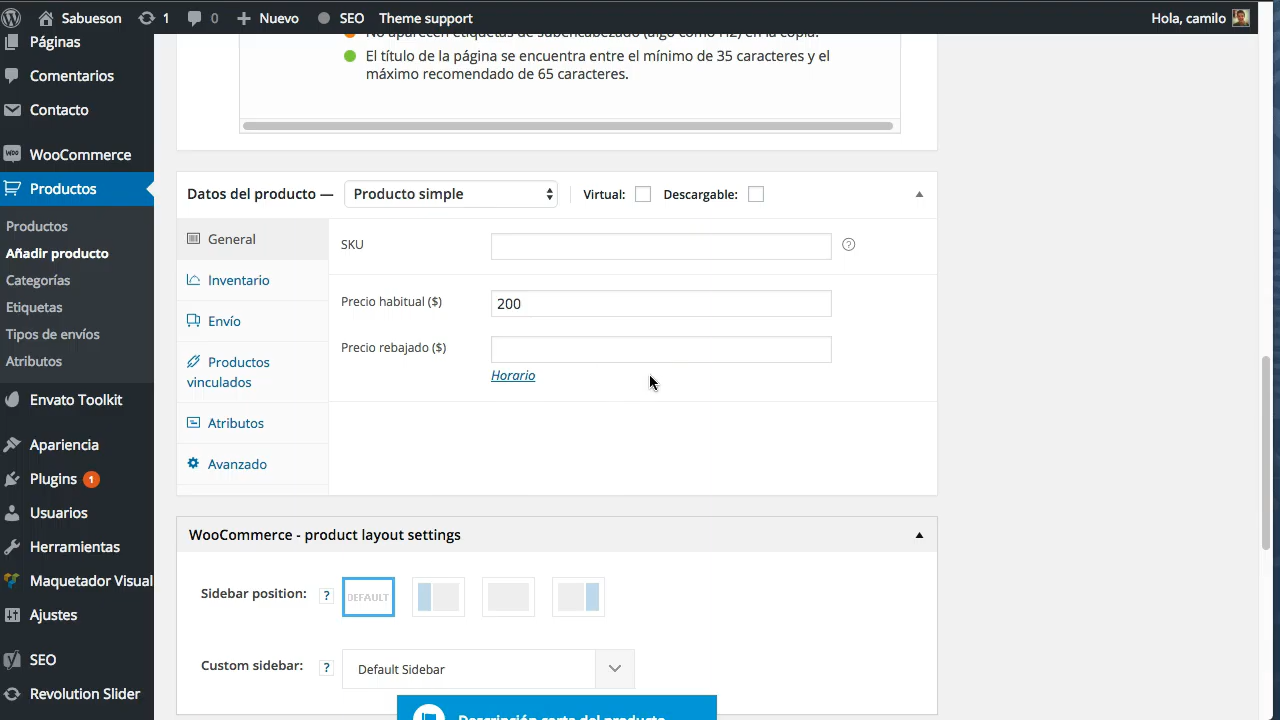 Sabueson 1 0 Nuevo SEO Theme support Hola, camilo
Páginas
Comentarios
Contacto
WooCommerce
Productos
Productos
Añadir producto
Categorías
Etiquetas
Tipos de envíos
Atributos
Envato Toolkit
Apariencia
Plugins 1
Usuarios
Herramientas
Maquetador Visual
Ajustes
SEO
Revolution Slider
No aparecen etiquetas de subencabezado (algo como H2) en la copia.
El título de la página se encuentra entre el mínimo de 35 caracteres y el
máximo recomendado de 65 caracteres.
Datos del producto — Producto simple Virtual: Descargable:
General
Inventario
Envío
Productos
vinculados
Atributos
Avanzado
SKU ?
Precio habitual ($) 200
Precio rebajado ($)
Horario
WooCommerce - product layout settings
Sidebar position: ? DEFAULT
Custom sidebar: ? Default Sidebar
Descripción corta del producto